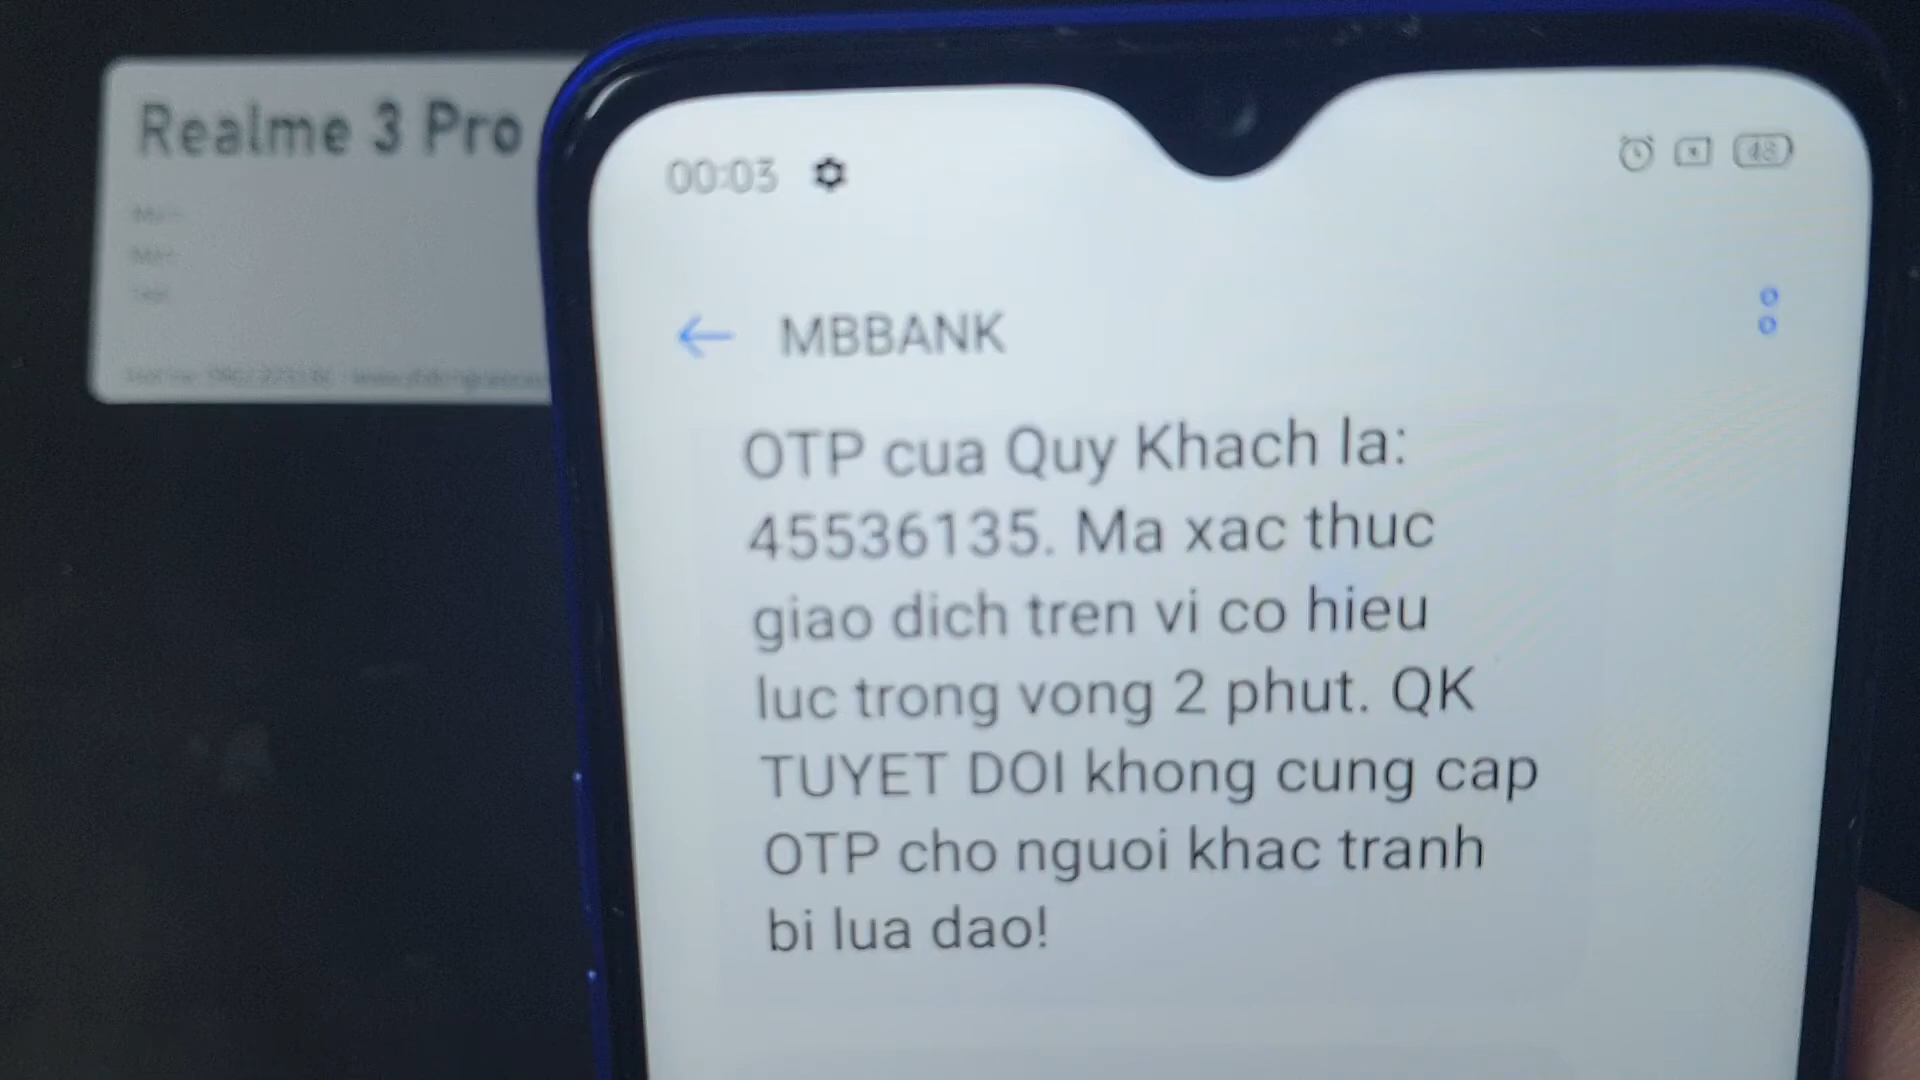 Realme 3 Pro
00:03
48
MBBANK
OTP cua Quy Khach la:
45536135. Ma xac thuc
giao dich tren vi co hieu
luc trong vong 2 phut. QK
TUYET DOI khong cung cap
OTP cho nguoi khac tranh
bi lua dao!